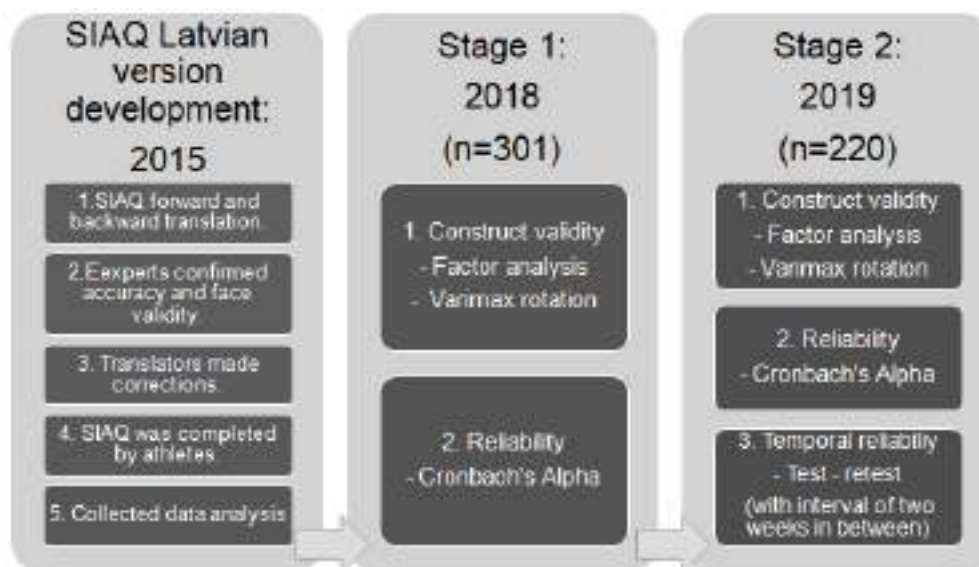 SIAQ Latvian
version
development:
2015
1.SIAQ forward and
backward translation.
2.Eexperts confirmed
accuracy and face
validity
3. Translators made
corrections.
4. SIAQ was completed
by athletes
5. Collected data analysis
Stage 1:
2018
(n=301)
1. Construct validity
- Factor analysis
- Varimax rotation
2. Reliability
- Cronbach's Alpha
Stage 2:
2019
(n=220)
1. Construct validity
- Factor analysis
- Varimax rotation
2. Reliability
- Cronbach's Alpha
3. Temporal reliability
- Test - retest
(with interval of two
weeks in between)